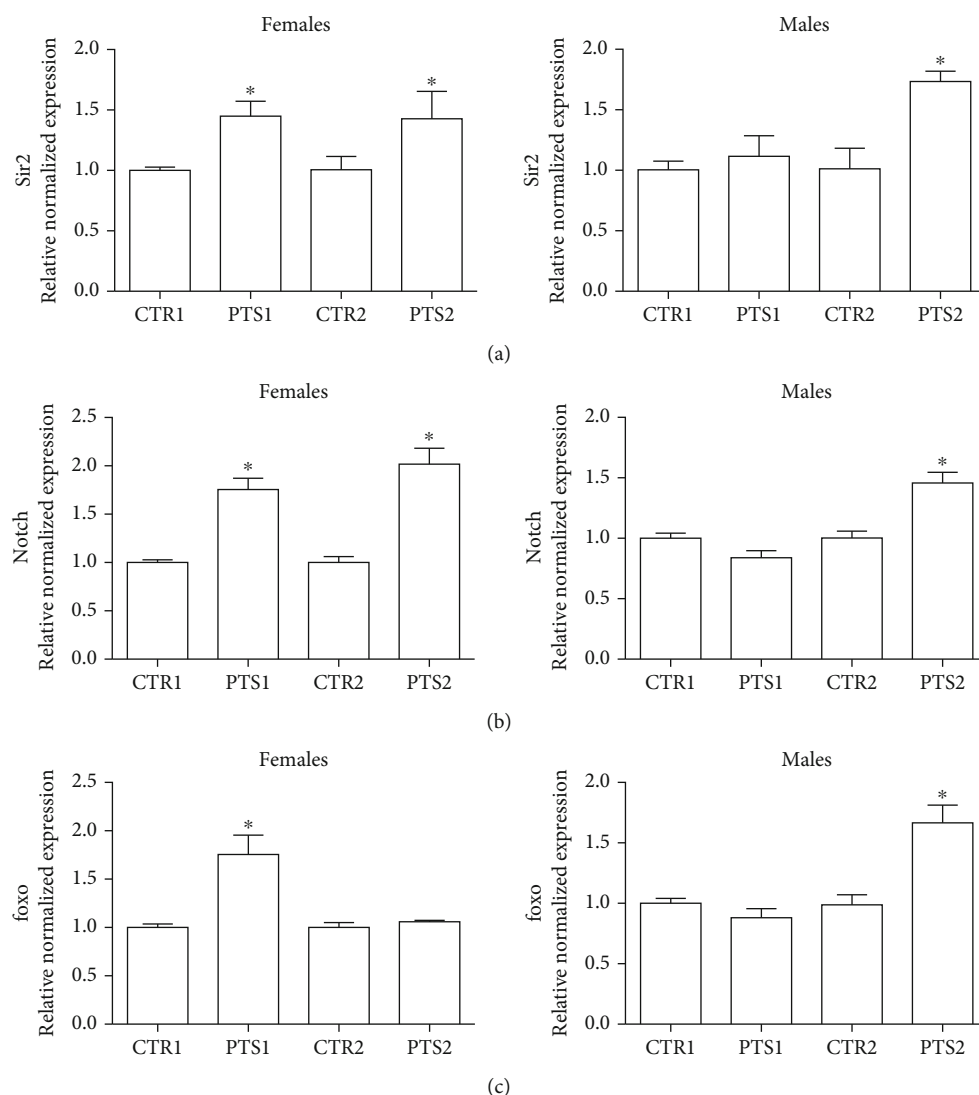 Females
Males
Sir2
Relative normalized expression
2.0
1.5
1.0
0.5
0.0
*
*
CTR1 PTS1 CTR2 PTS2
Sir2
Relative normalized expression
2.0
1.5
1.0
0.5
0.0
*
CTR1 PTS1 CTR2 PTS2
(a)
Females
Males
Notch
Relative normalized expression
2.5
2.0
1.5
1.0
0.5
0.0
*
*
CTR1 PTS1 CTR2 PTS2
Notch
Relative normalized expression
2.0
1.5
1.0
0.5
0.0
*
CTR1 PTS1 CTR2 PTS2
(b)
Females
Males
foxo
Relative normalized expression
2.5
2.0
1.5
1.0
0.5
0.0
*
CTR1 PTS1 CTR2 PTS2
foxo
Relative normalized expression
2.0
1.5
1.0
0.5
0.0
*
CTR1 PTS1 CTR2 PTS2
(c)